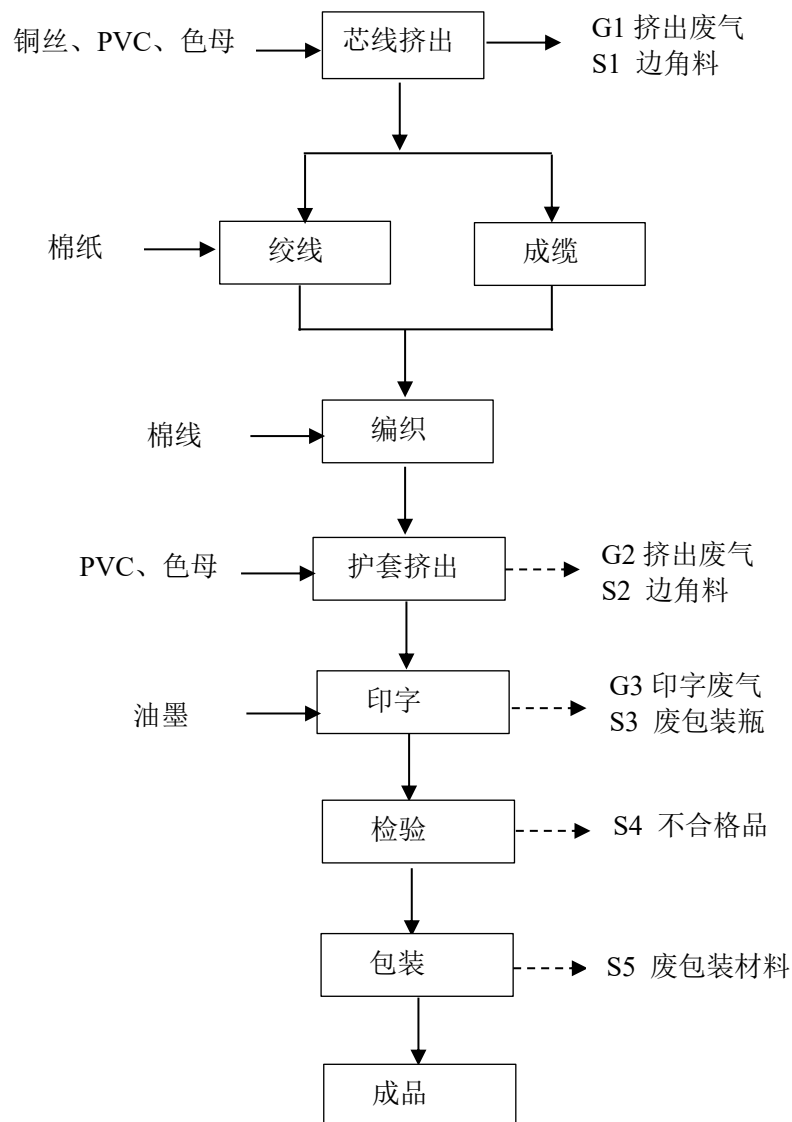 铜丝、PVC、色母
芯线挤出
G1 挤出废气
S1 边角料
棉纸
绞线
成缆
棉线
编织
PVC、色母
护套挤出
G2 挤出废气
S2 边角料
油墨
印字
G3 印字废气
S3 废包装瓶
检验
S4 不合格品
包装
S5 废包装材料
成品